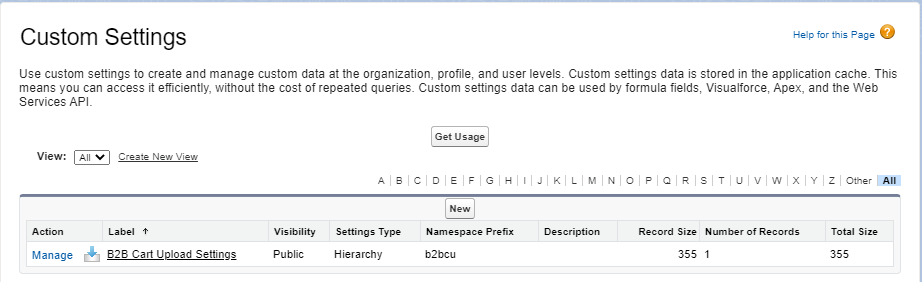 Custom Settings
Help for this Page ?
Use custom settings to create and manage custom data at the organization, profile, and user levels. Custom settings data is stored in the application cache. This
means you can access it efficiently, without the cost of repeated queries. Custom settings data can be used by formula fields, Visualforce, Apex, and the Web
Services API.
Get Usage
View: All Create New View
A | B | C | D | E | F | G | H | I | J | K | L | M | N | O | P | Q | R | S | T | U | V | W | X | Y | Z | Other | All
New
Action Label ↑ Visibility Settings Type Namespace Prefix Description Record Size Number of Records Total Size
Manage B2B Cart Upload Settings Public Hierarchy b2bcu 355 1 355